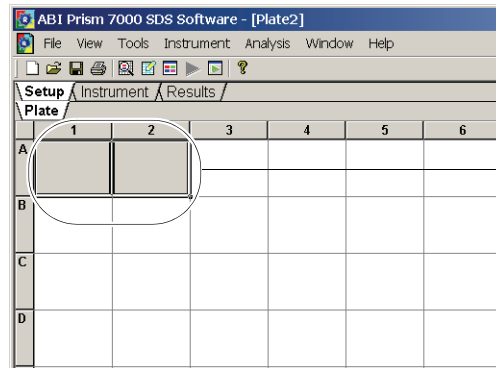 ABI Prism 7000 SDS Software - [Plate2]
File View Tools Instrument Analysis Window Help
Setup Instrument Results
Plate
1 2 3 4 5 6
A
B
C
D